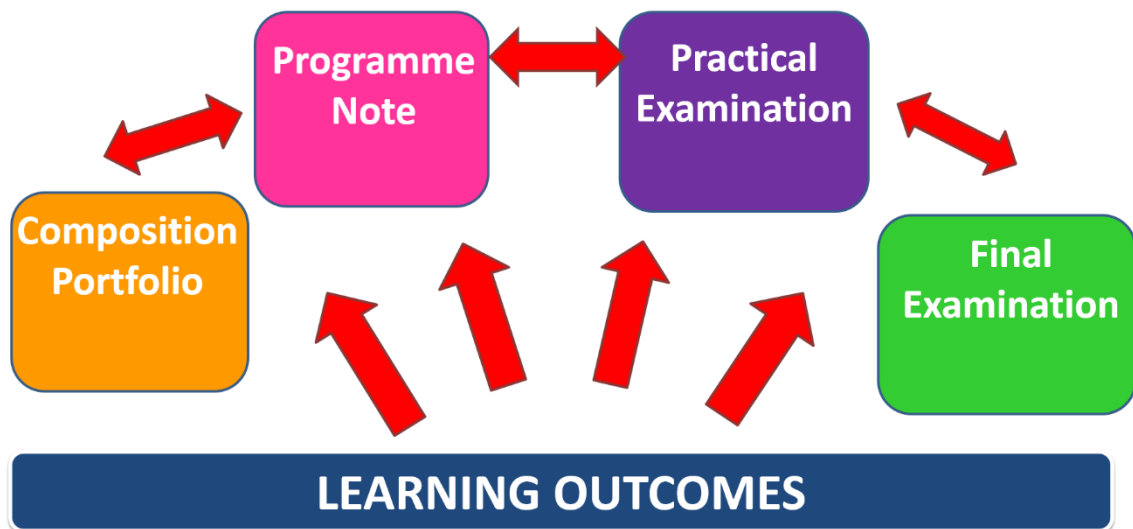 Programme
Note
Practical
Examination
Composition
Portfolio
Final
Examination
LEARNING OUTCOMES